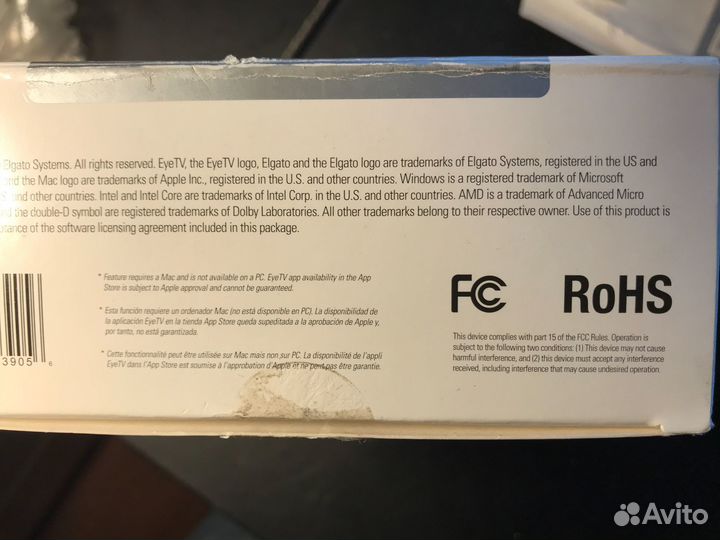 Elgato Systems. All rights reserved. EyeTV, the EyeTV logo, Elgato and the Elgato logo are trademarks of Elgato Systems, registered in the US and
and the Mac logo are trademarks of Apple Inc., registered in the U.S. and other countries. Windows is a registered trademark of Microsoft
and other countries. Intel and Intel Core are trademarks of Intel Corp. in the U.S. and other countries. AMD is a trademark of Advanced Micro
the double-D symbol are registered trademarks of Dolby Laboratories. All other trademarks belong to their respective owner. Use of this product is
of the software licensing agreement included in this package.
* Feature requires a Mac and is not available on a PC. EyeTV app availability in the App
Store is subject to Apple approval and cannot be guaranteed.
* Esta función requiere un ordenador Mac (no está disponible en PC). La disponibilidad de
la aplicación EyeTV en la tienda App Store queda supeditada a la aprobación de Apple y,
por tanto, no está garantizada.
* Cette fonctionnalité peut être utilisée sur Mac mais non sur PC. La disponibilité de l'appli
EyeTV dans l'App Store est soumise à l'approbation d'Apple et ne peut pas être garantie.
3905 6
FC
RoHS
This device complies with part 15 of the FCC Rules. Operation is
subject to the following two conditions: (1) This device may not cause
harmful interference, and (2) this device must accept any interference
received, including interference that may cause undesired operation
Avito